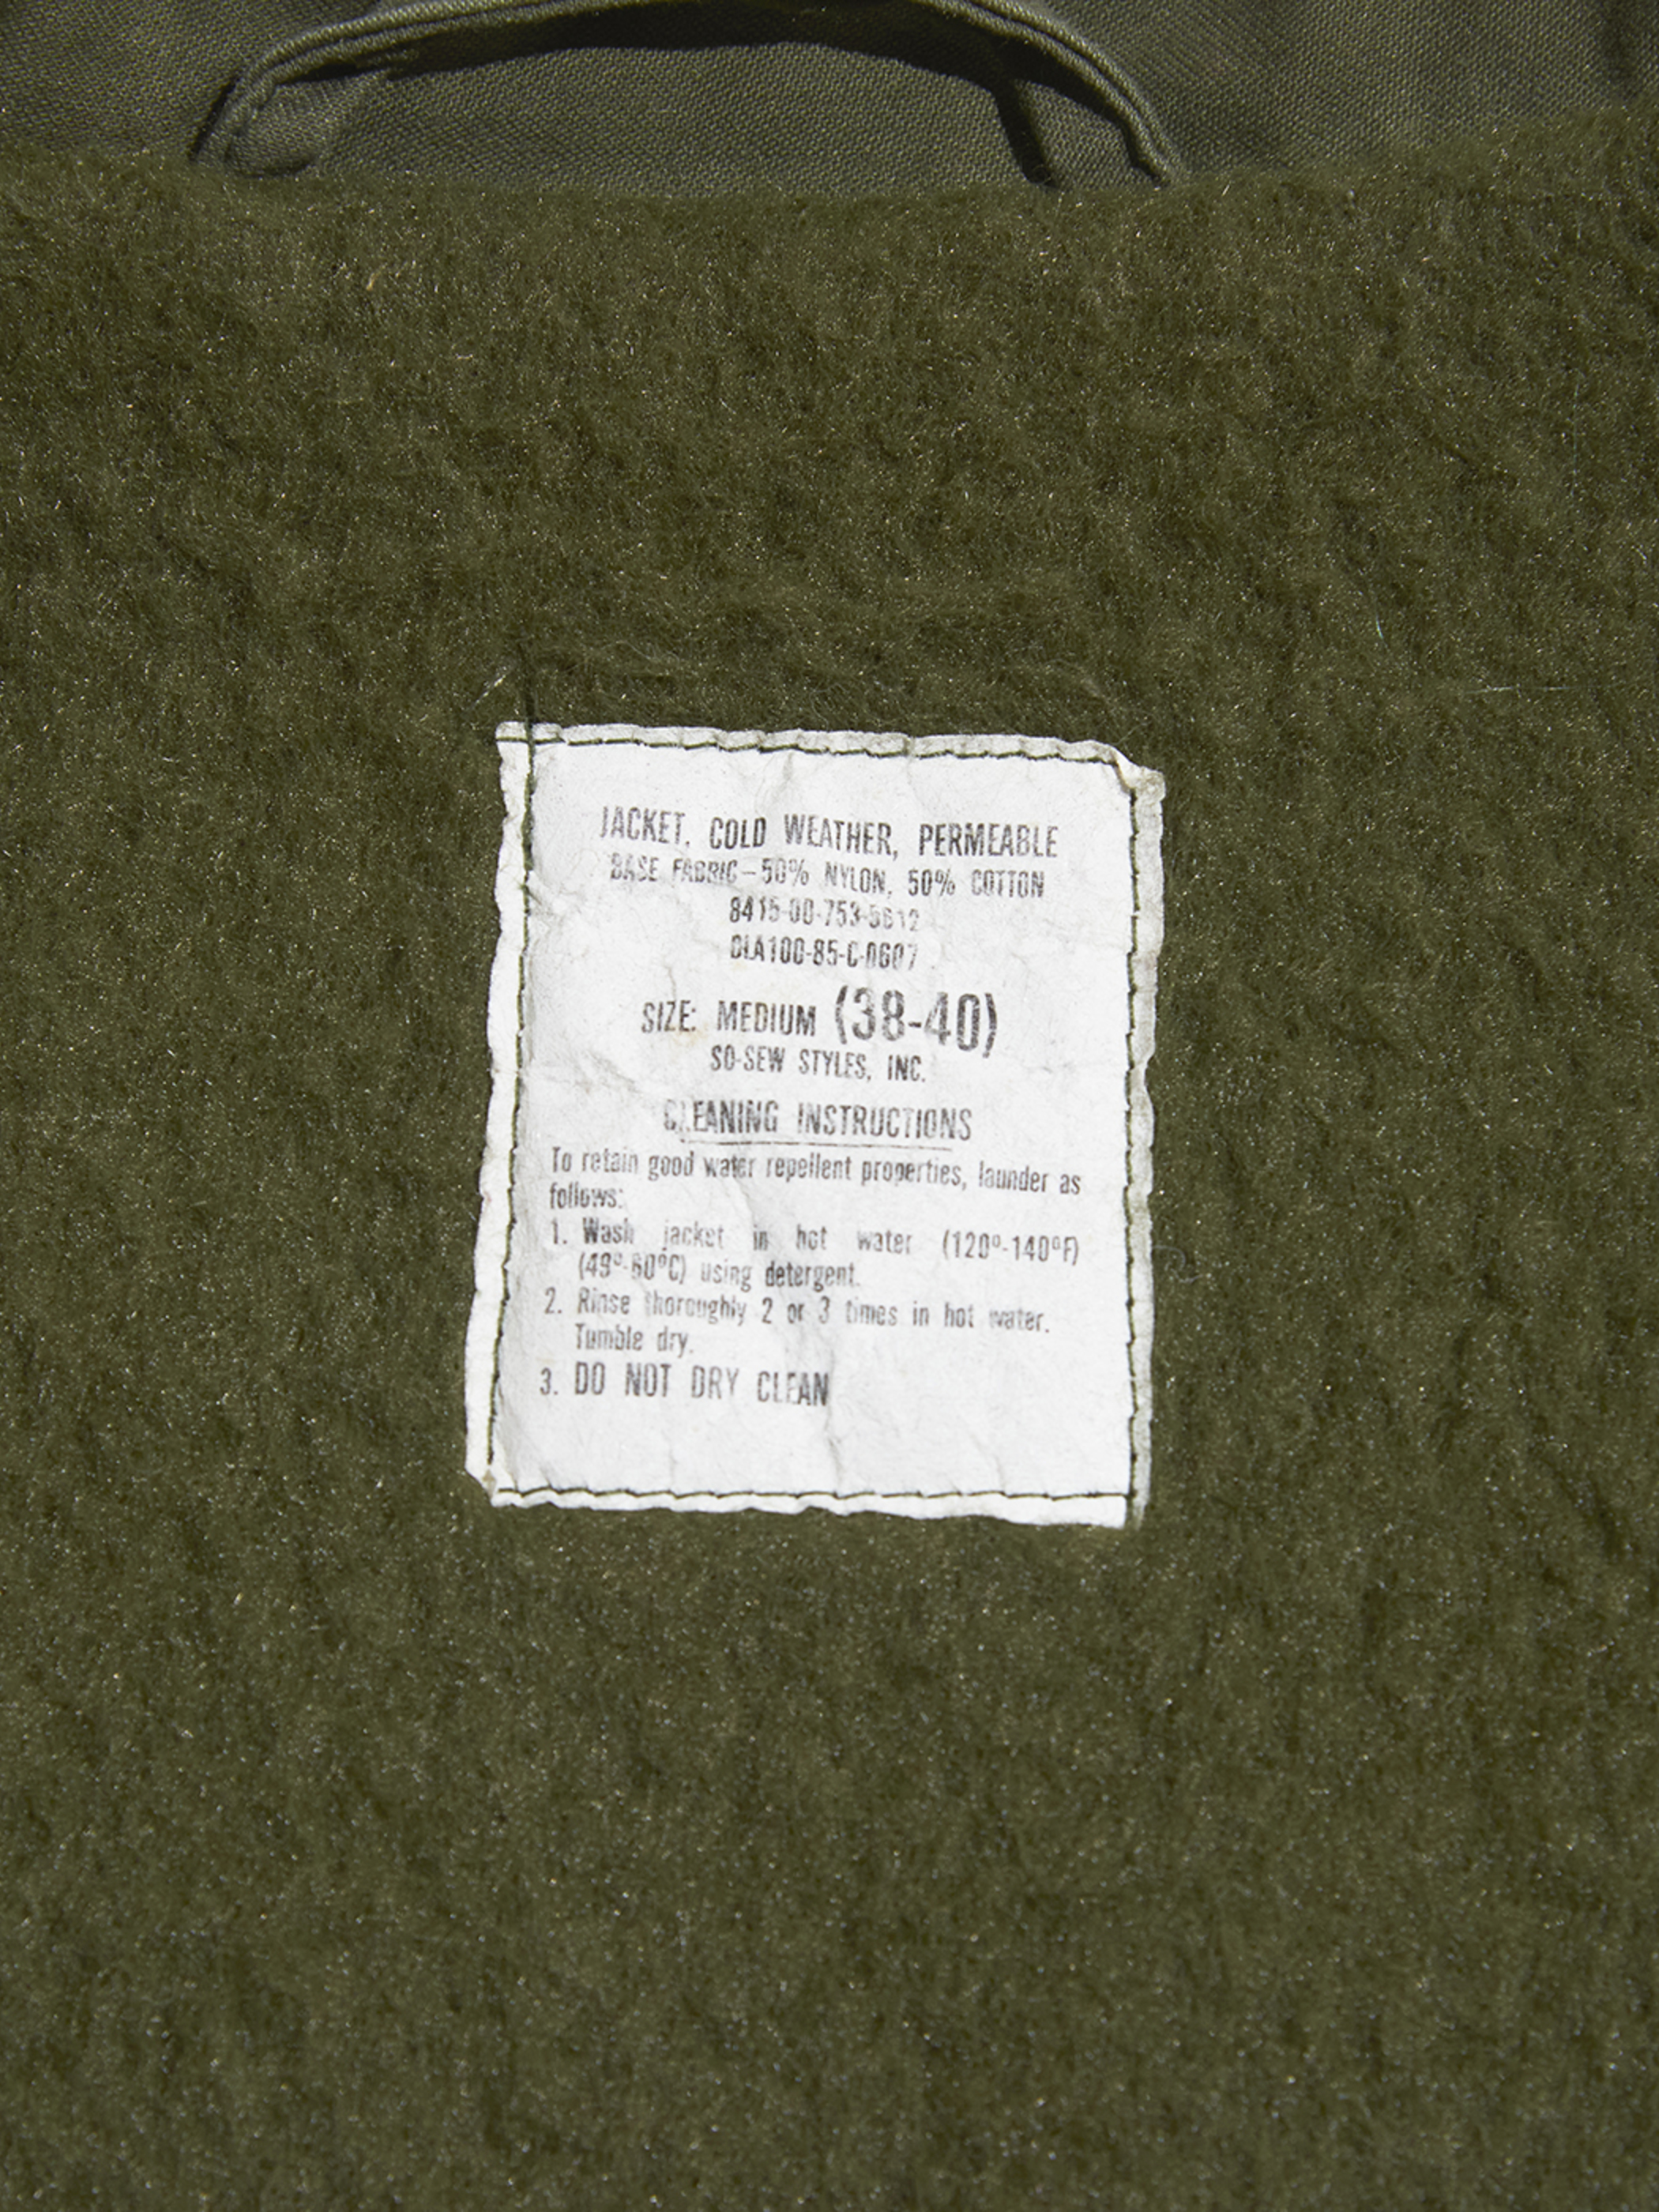 JACKET, COLD WEATHER, PERMEABLE
BASE FABRIC—50% NYLON, 50% COTTON
8415-00-753-5612
DLA100-85-C-0607
SIZE: MEDIUM (38-40)
SO-SEW STYLES, INC.
CLEANING INSTRUCTIONS
To retain good water repellent properties, launder as
follows:
1. Wash jacket in hot water (120°-140°F)
(49°-60°C) using detergent.
2. Rinse thoroughly 2 or 3 times in hot water.
Tumble dry.
3. DO NOT DRY CLEAN